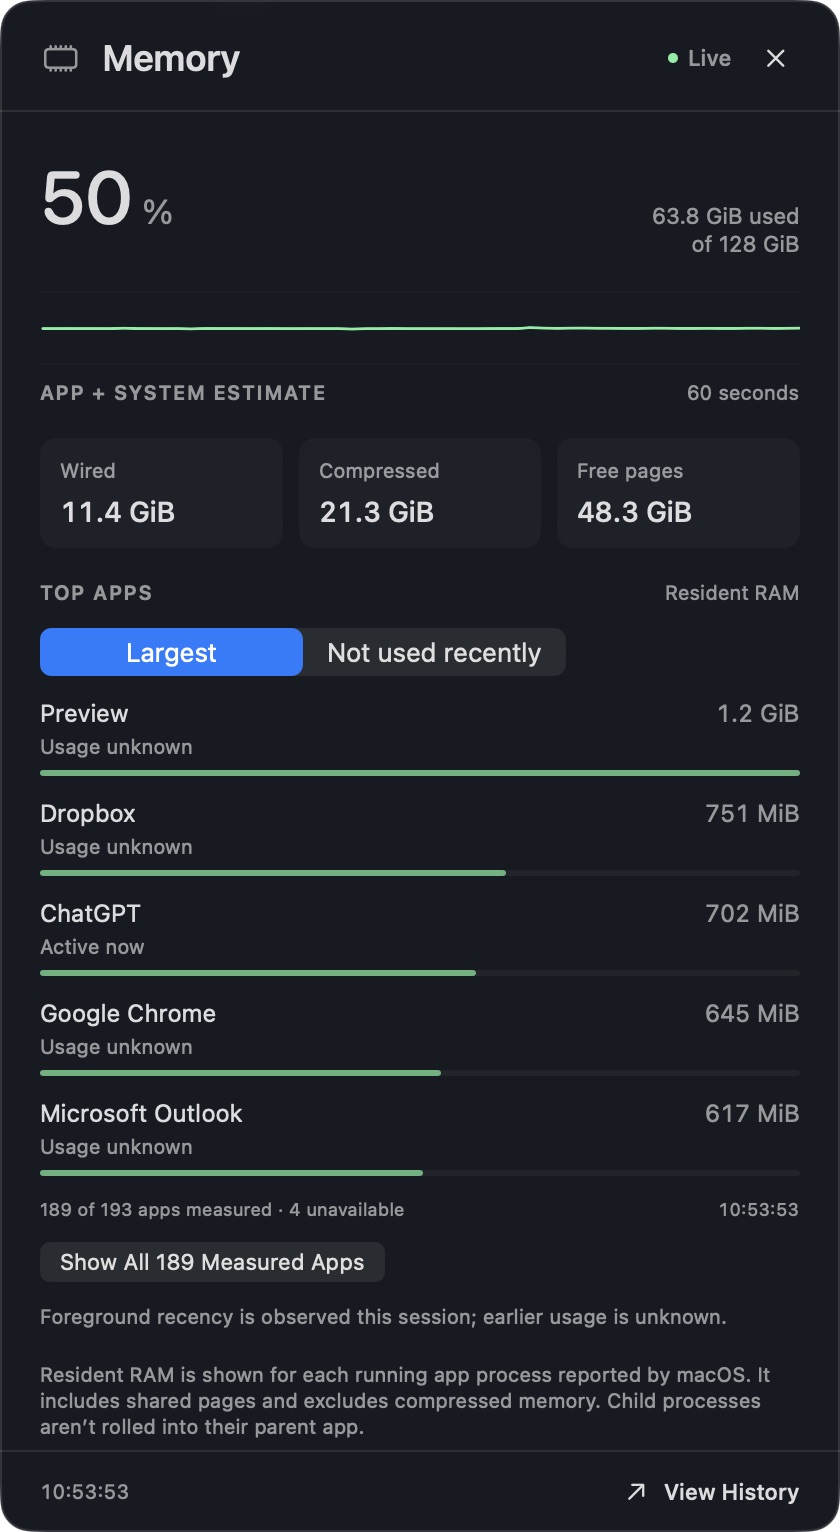 Memory
Live
50 %
63.8 GiB used
of 128 GiB
APP + SYSTEM ESTIMATE
60 seconds
Wired
11.4 GiB
Compressed
21.3 GiB
Free pages
48.3 GiB
TOP APPS
Resident RAM
Largest
Not used recently
Preview
1.2 GiB
Usage unknown
Dropbox
751 MiB
Usage unknown
ChatGPT
702 MiB
Active now
Google Chrome
645 MiB
Usage unknown
Microsoft Outlook
617 MiB
Usage unknown
189 of 193 apps measured · 4 unavailable
10:53:53
Show All 189 Measured Apps
Foreground recency is observed this session; earlier usage is unknown.
Resident RAM is shown for each running app process reported by macOS. It
includes shared pages and excludes compressed memory. Child processes
aren’t rolled into their parent app.
10:53:53
View History